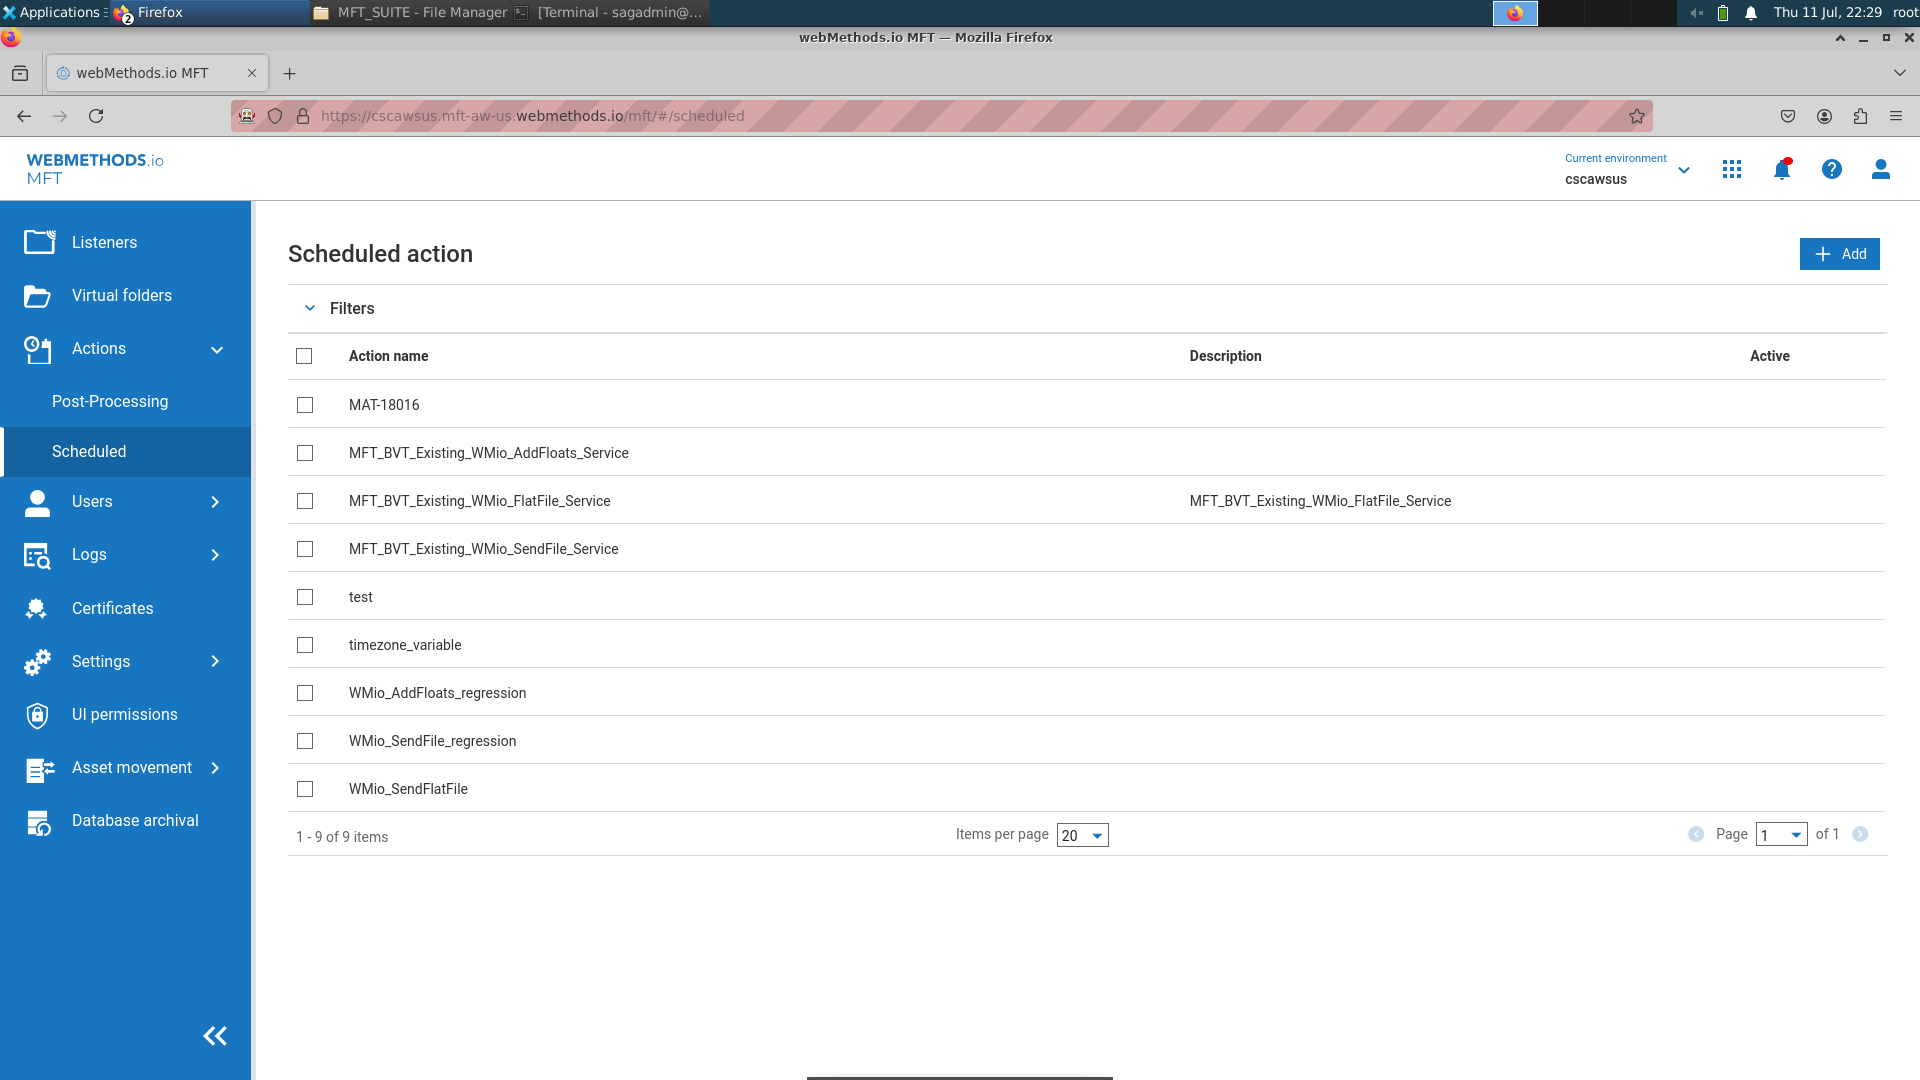 Applications Firefox MFT_SUITE - File Manager [Terminal - sagadmin@... Thu 11 Jul, 22:29 root
2
webMethods.io MFT — Mozilla Firefox
webMethods.io MFT
https://cscawsus.mft-aw-us.webmethods.io/mft/#/scheduled
WEBMETHODS.io
MFT
Current environment
cscawsus
Listeners
Virtual folders
Actions
Post-Processing
Scheduled
Users
Logs
Certificates
Settings
UI permissions
Asset movement
Database archival
Scheduled action
Add
Filters
Action name Description Active
MAT-18016
MFT_BVT_Existing_WMio_AddFloats_Service
MFT_BVT_Existing_WMio_FlatFile_Service MFT_BVT_Existing_WMio_FlatFile_Service
MFT_BVT_Existing_WMio_SendFile_Service
test
timezone_variable
WMio_AddFloats_regression
WMio_SendFile_regression
WMio_SendFlatFile
1 - 9 of 9 items Items per page 20 Page 1 of 1